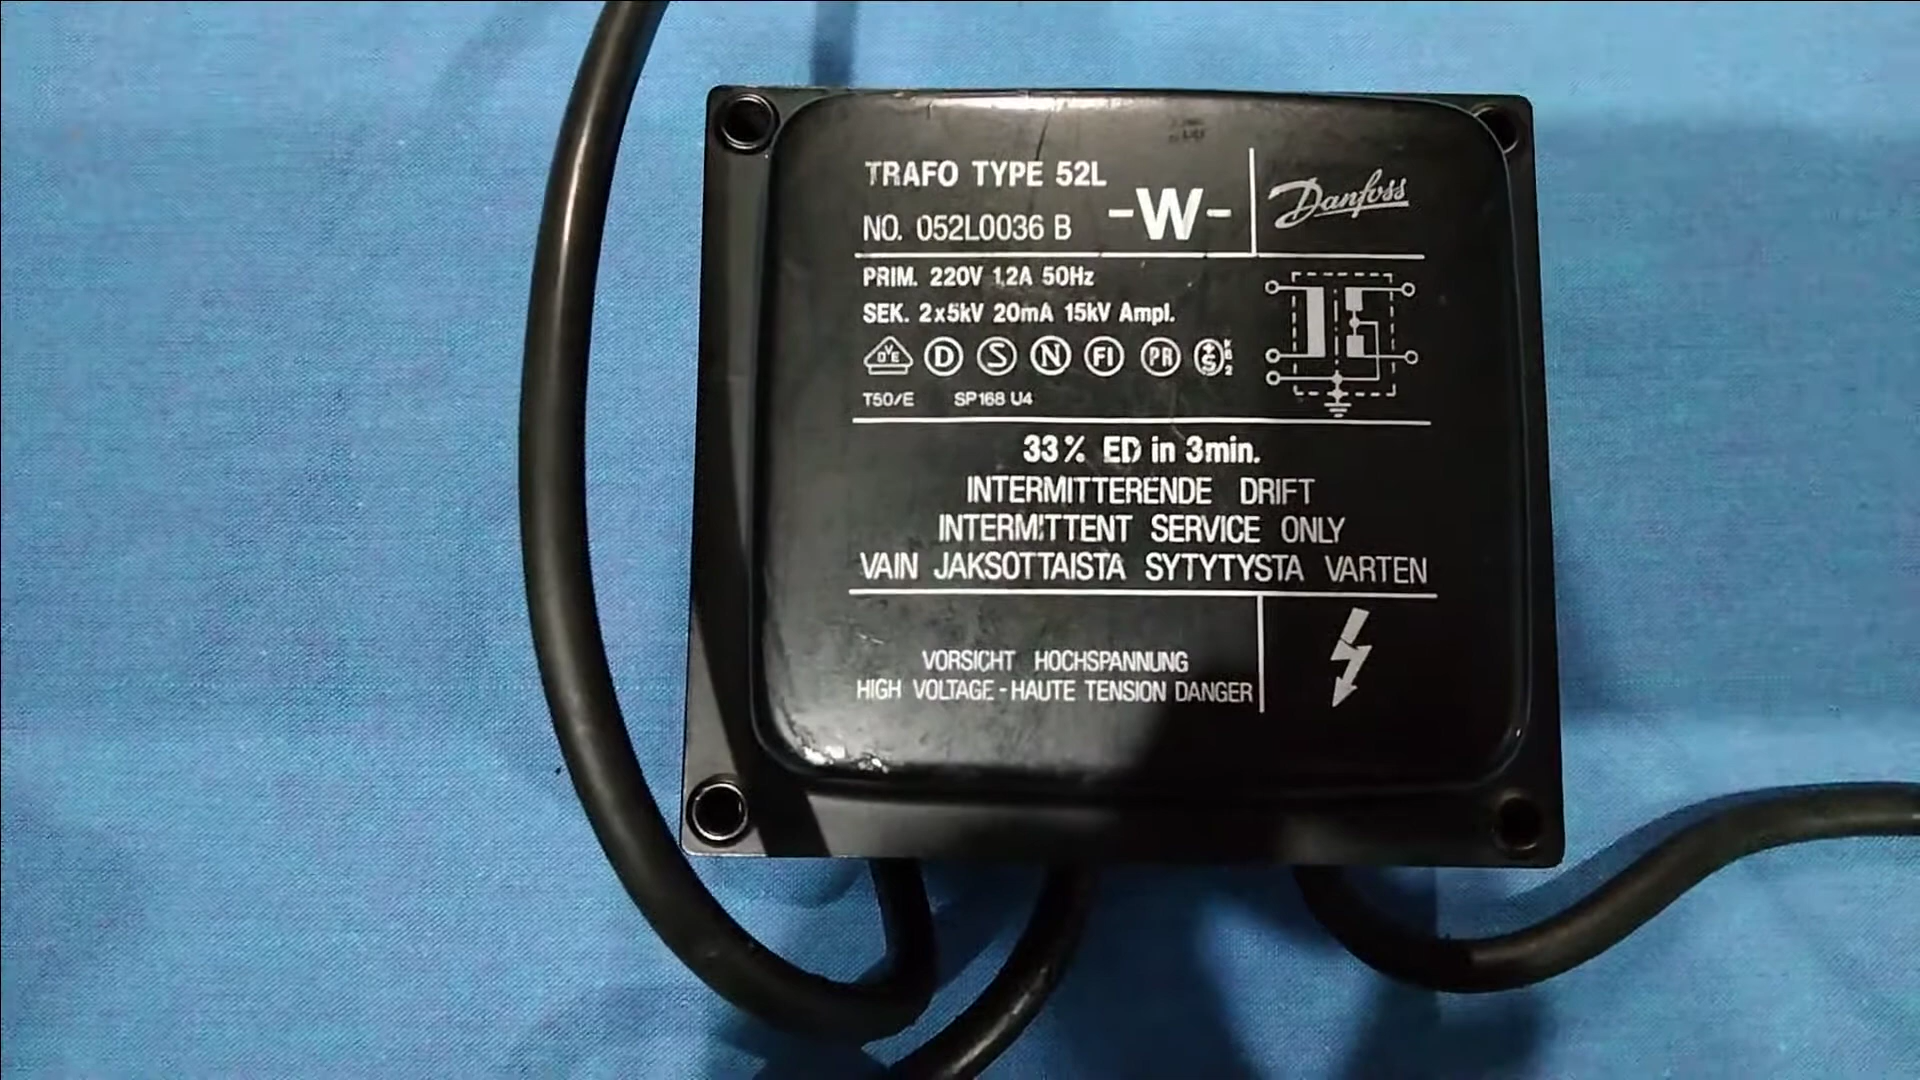 TRAFO TYPE 52L
NO. 052L0036 B
-W-
Danfoss
PRIM. 220V 1,2A 50Hz
SEK. 2x5kV 20mA 15kV Ampl.
D S N FI PR
T50/E SP168 U4
33% ED in 3min.
INTERMITTERENDE DRIFT
INTERMITTENT SERVICE ONLY
VAIN JAKSOTTAISTA SYTYTYSTA VARTEN
VORSICHT HOCHSPANNUNG
HIGH VOLTAGE - HAUTE TENSION DANGER